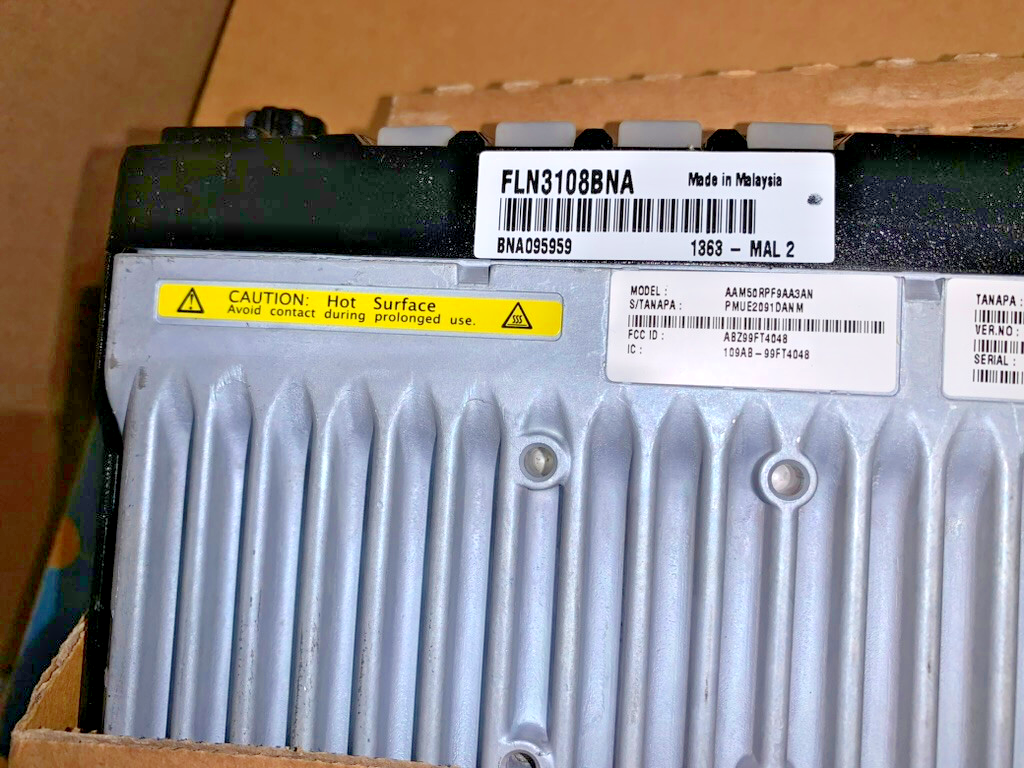 FLN3108BNA Made in Malaysia
BNA095959 1363 - MAL 2
CAUTION: Hot Surface
Avoid contact during prolonged use.
MODEL : AAM50RPF9AA3AN
S/TANAPA : PMUE2091DANM
FCC ID : ABZ99FT4048
IC : 109AB - 99FT4048
TANAPA :
VER.NO :
SERIAL :